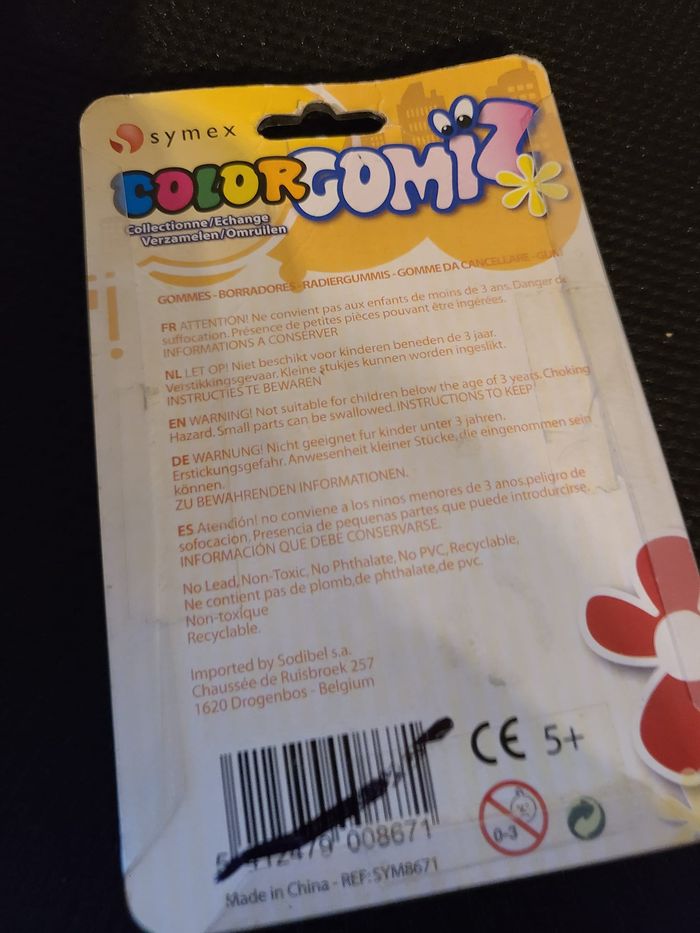 symex
COLORGOMÏZ
Collectionne/Echange
Verzamelen/Omruilen
GOMMES - BORRADORES - RADIERGUMMIS - GOMME DA CANCELLARE - GUM
FR ATTENTION! Ne convient pas aux enfants de moins de 3 ans. Danger de
suffocation. Présence de petites pièces pouvant être ingérées.
INFORMATIONS A CONSERVER
NL LET OP! Niet beschikt voor kinderen beneden de 3 jaar.
Verstikkingsgevaar. Kleine stukjes kunnen worden ingeslikt.
INSTRUCTIES TE BEWAREN
EN WARNING! Not suitable for children below the age of 3 years. Choking
Hazard. Small parts can be swallowed. INSTRUCTIONS TO KEEP!
DE WARNUNG! Nicht geeignet fur kinder unter 3 jahren.
Erstickungsgefahr. Anwesenheit kleiner Stücke, die eingenommen sein
können.
ZU BEWAHRENDEN INFORMATIONEN.
ES Atención! no conviene a los ninos menores de 3 anos.peligro de
sofocación. Presencia de pequenas partes que puede introducirse.
INFORMACIÓN QUE DEBE CONSERVARSE.
No Lead, Non-Toxic, No Phthalate, No PVC, Recyclable,
Ne contient pas de plomb,de phthalate,de pvc.
Non-toxique
Recyclable.
Imported by Sodibel s.a.
Chaussée de Ruisbroek 257
1620 Drogenbos - Belgium
CE 5+
0-3
5 412479 008671
Made in China - REF:SYM8671